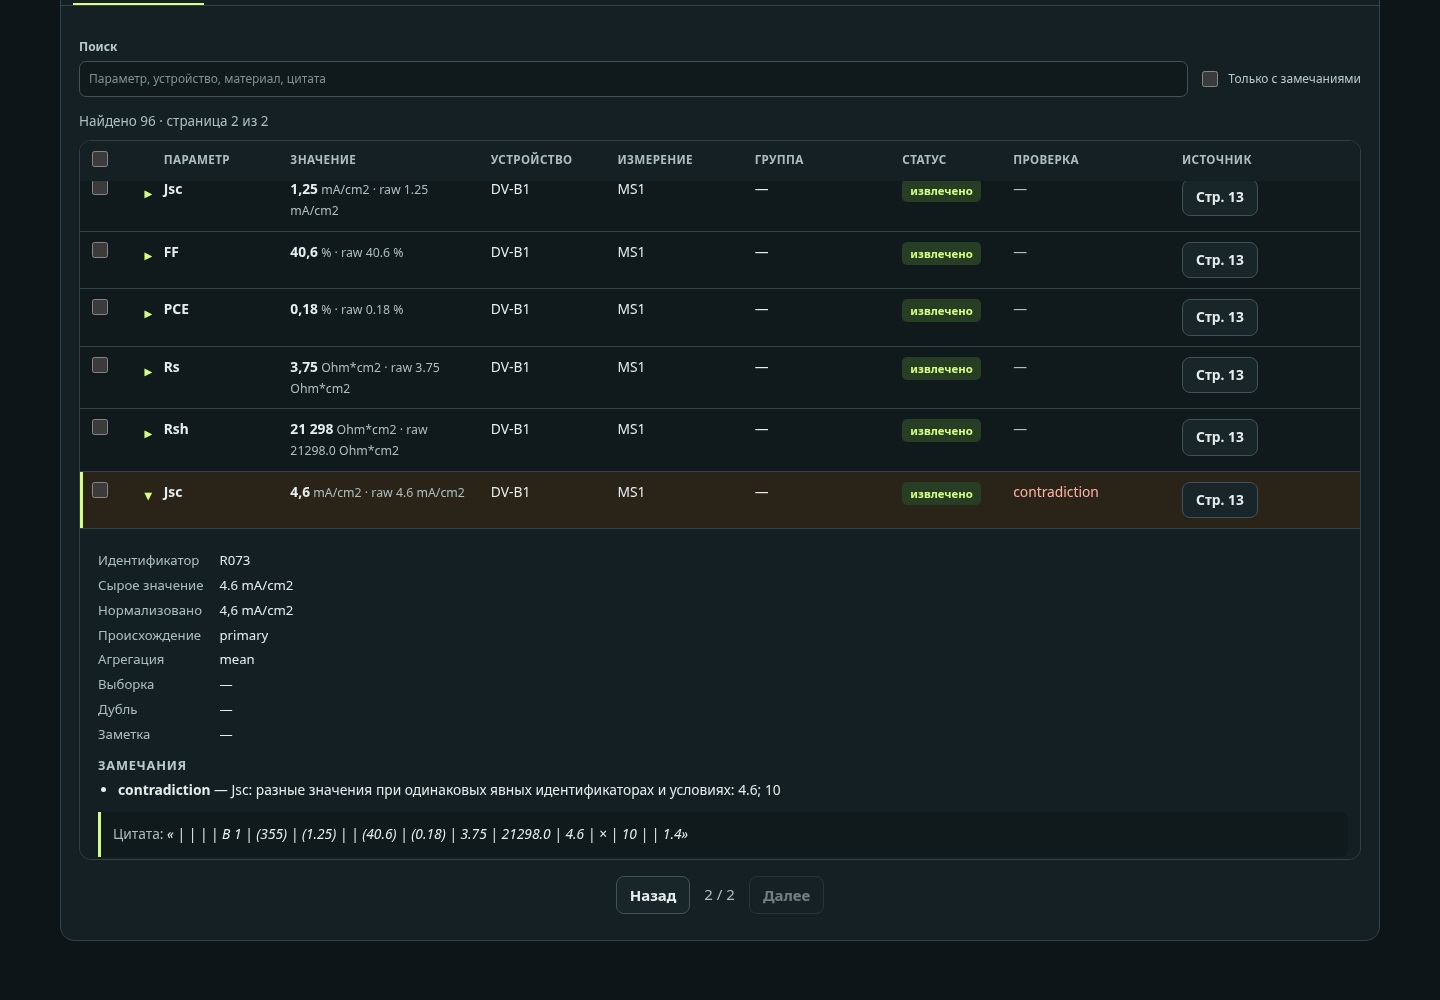 Поиск
Параметр, устройство, материал, цитата
Только с замечаниями
Найдено 96 · страница 2 из 2
ПАРАМЕТР ЗНАЧЕНИЕ УСТРОЙСТВО ИЗМЕРЕНИЕ ГРУППА СТАТУС ПРОВЕРКА ИСТОЧНИК
▶ Jsc 1,25 mA/cm2 · raw 1.25 DV-B1 MS1 — извлечено — Стр. 13
mA/cm2
▶ FF 40,6 % · raw 40.6 % DV-B1 MS1 — извлечено — Стр. 13
▶ PCE 0,18 % · raw 0.18 % DV-B1 MS1 — извлечено — Стр. 13
▶ Rs 3,75 Ohm*cm2 · raw 3.75 DV-B1 MS1 — извлечено — Стр. 13
Ohm*cm2
▶ Rsh 21 298 Ohm*cm2 · raw DV-B1 MS1 — извлечено — Стр. 13
21298.0 Ohm*cm2
▼ Jsc 4,6 mA/cm2 · raw 4.6 mA/cm2 DV-B1 MS1 — извлечено contradiction Стр. 13
Идентификатор R073
Сырое значение 4.6 mA/cm2
Нормализовано 4,6 mA/cm2
Происхождение primary
Агрегация mean
Выборка —
Дубль —
Заметка —
ЗАМЕЧАНИЯ
• contradiction — Jsc: разные значения при одинаковых явных идентификаторах и условиях: 4.6; 10
Цитата: « | | | | B 1 | (355) | (1.25) | | (40.6) | (0.18) | 3.75 | 21298.0 | 4.6 | × | 10 | | 1.4»
Назад 2 / 2 Далее